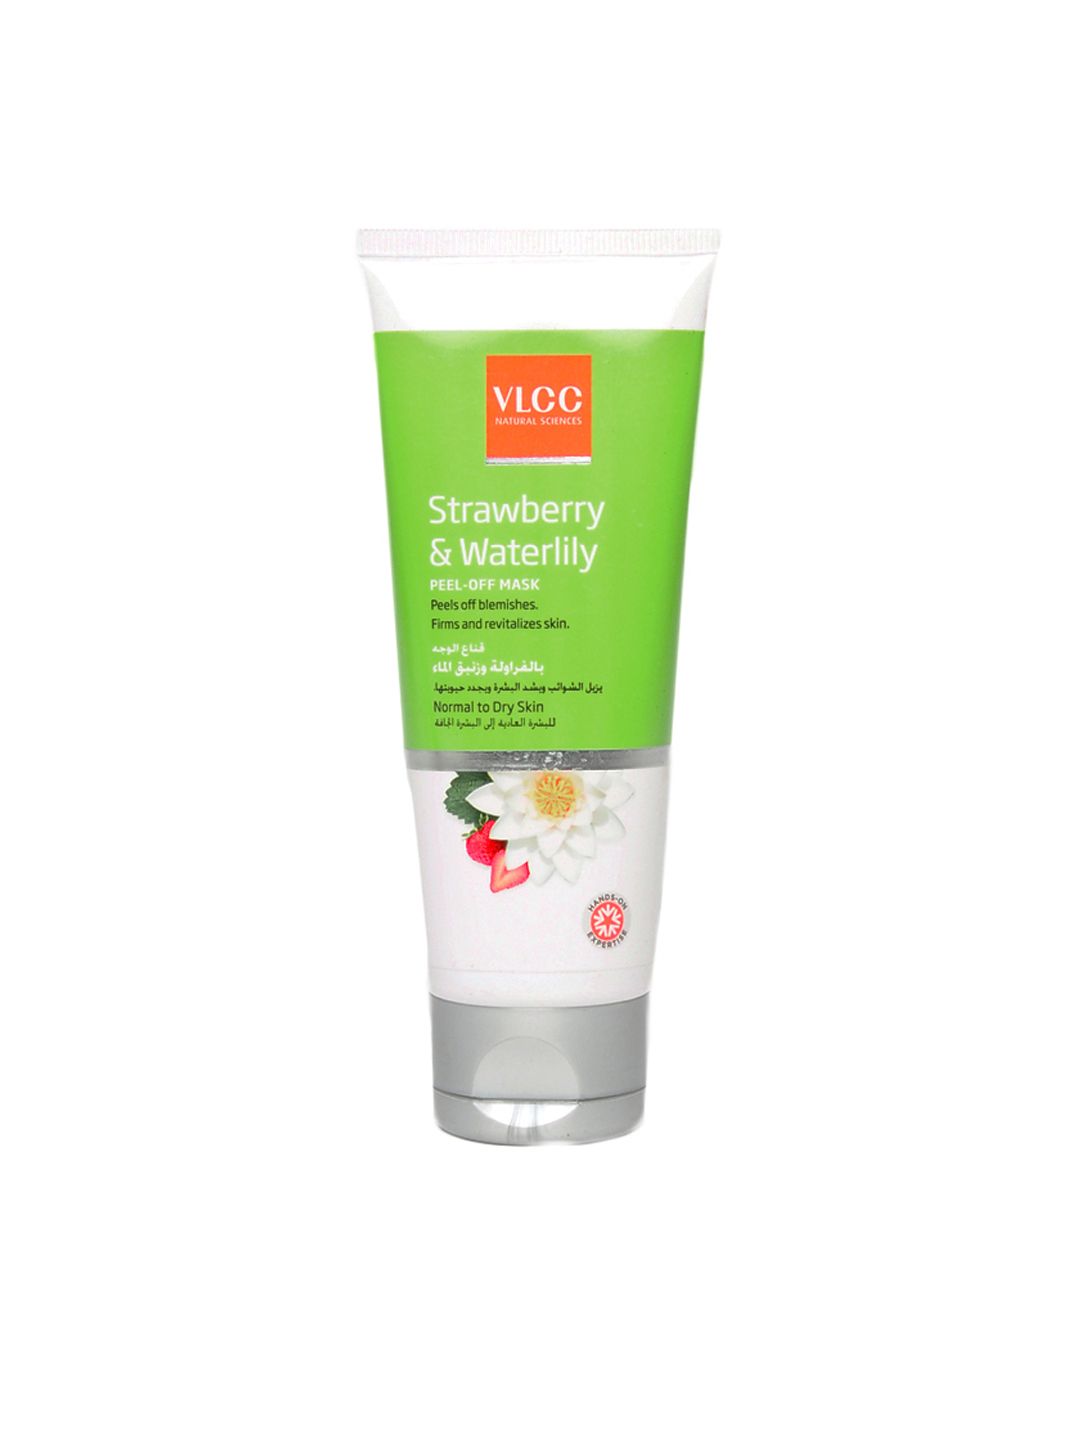 VLCC
NATURAL SCIENCES
Strawberry
& Waterlily
PEEL-OFF MASK
Peels off blemishes.
Firms and revitalizes skin.
قناع الوجه
بالفراولة وزنبق الماء
يزيل الشوائب ويشد البشرة ويجدد حيويتها.
Normal to Dry Skin
للبشرة العادية إلى البشرة الجافة
HANDS-ON
EXPERTISE